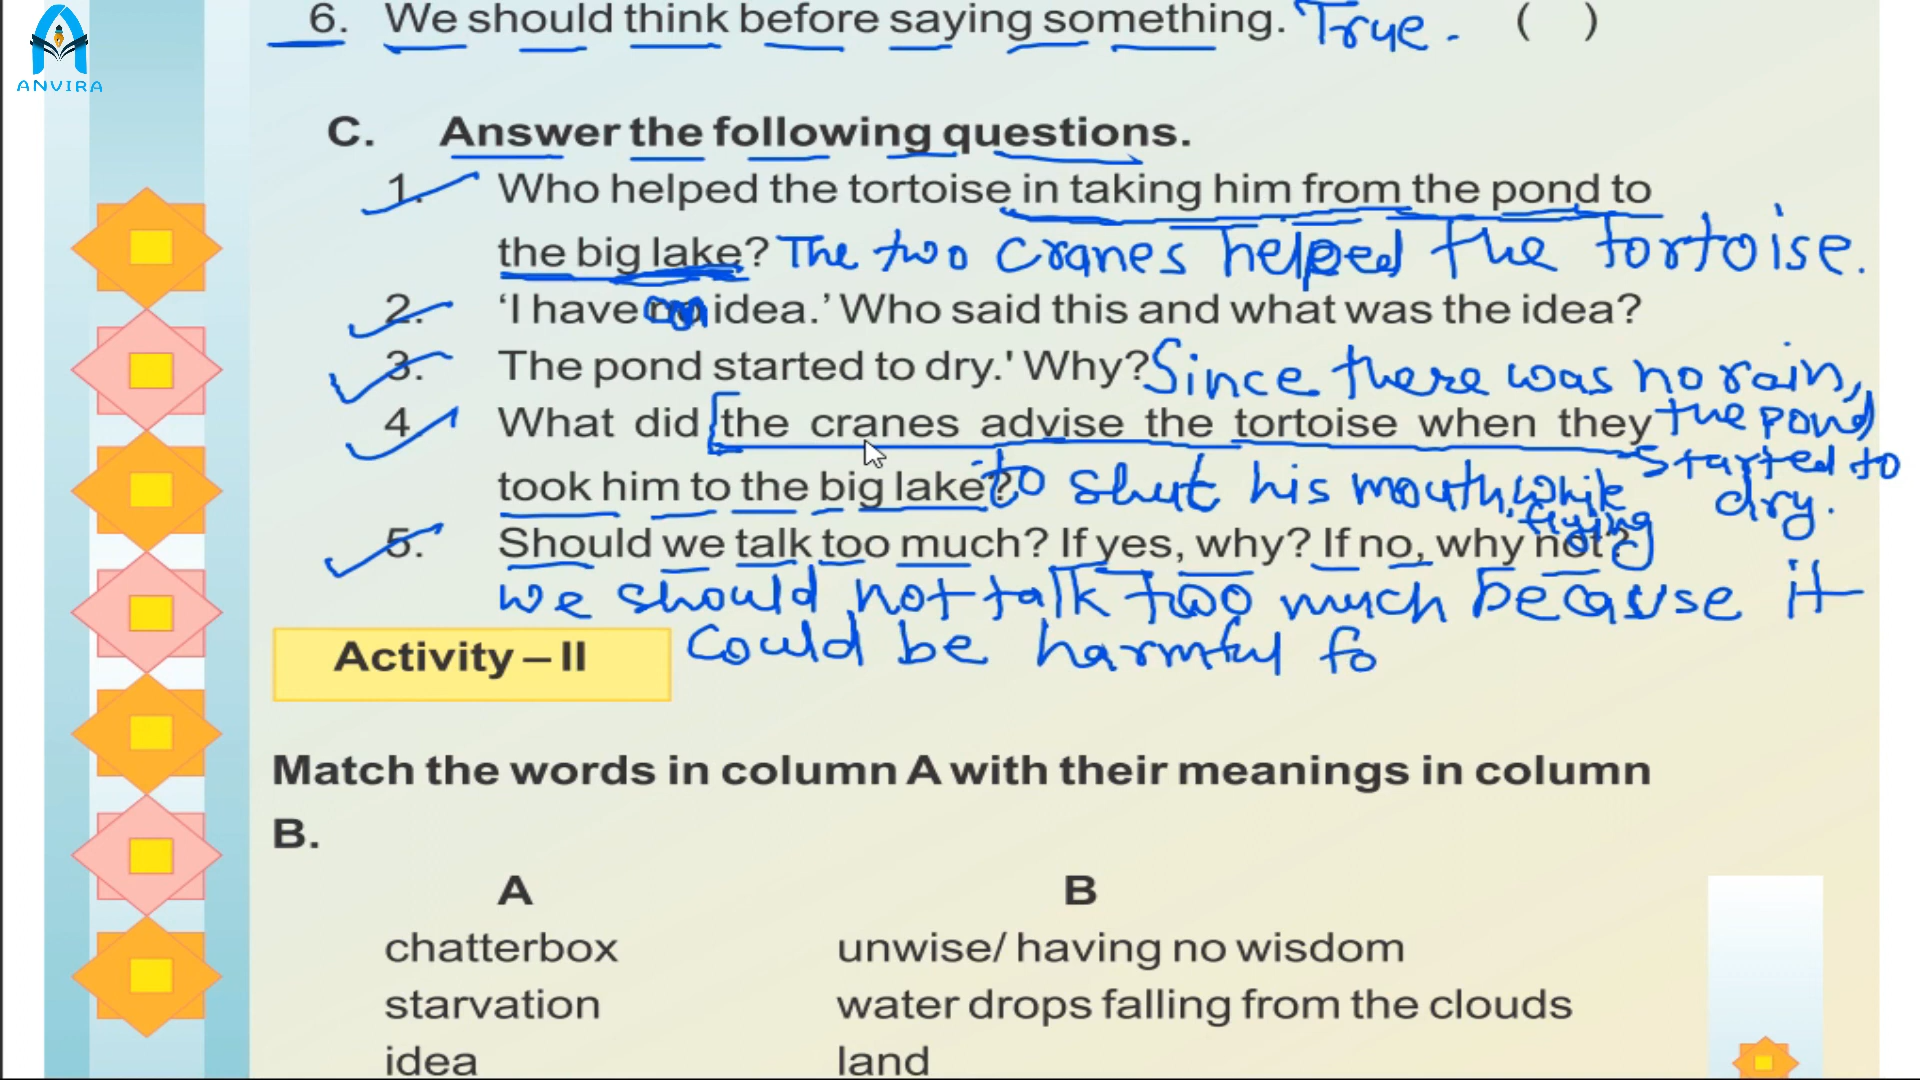 ANVIRA
6. We should think before saying something. True. ( )
C. Answer the following questions.
1. Who helped the tortoise in taking him from the pond to
the big lake? The two cranes helped the tortoise.
2. ‘I have idea.’ Who said this and what was the idea?
3. The pond started to dry.' Why? Since there was no rain,
4 What did the cranes advise the tortoise when they the pond
started to
took him to the big lake? to shut his mouth, while dry.
flying
5. Should we talk too much? If yes, why? If no, why not?
we should not talk too much because it
Activity – II could be harmful fo
Match the words in column A with their meanings in column
B.
A B
chatterbox unwise/ having no wisdom
starvation water drops falling from the clouds
idea land